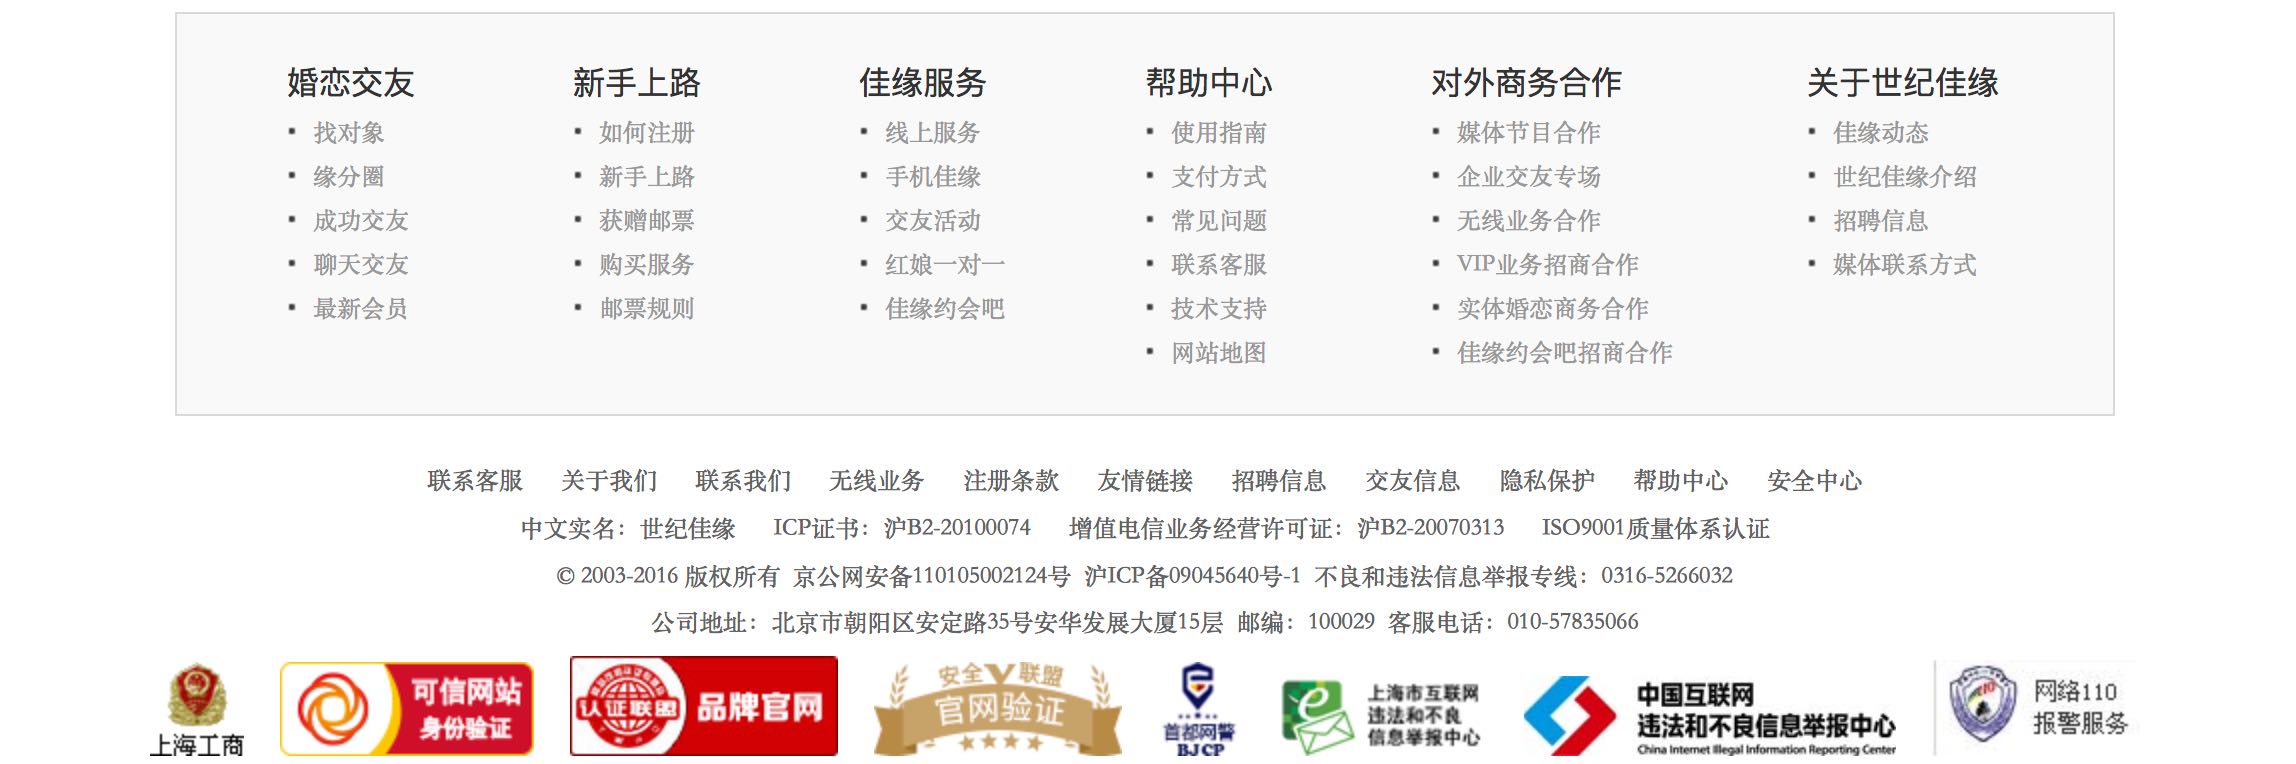 婚恋交友
找对象
缘分圈
成功交友
聊天交友
最新会员
新手上路
如何注册
新手上路
获赠邮票
购买服务
邮票规则
佳缘服务
线上服务
手机佳缘
交友活动
红娘一对一
佳缘约会吧
帮助中心
使用指南
支付方式
常见问题
联系客服
技术支持
网站地图
对外商务合作
媒体节目合作
企业交友专场
无线业务合作
VIP业务招商合作
实体婚恋商务合作
佳缘约会吧招商合作
关于世纪佳缘
佳缘动态
世纪佳缘介绍
招聘信息
媒体联系方式
联系客服 关于我们 联系我们 无线业务 注册条款 友情链接 招聘信息 交友信息 隐私保护 帮助中心 安全中心
中文实名：世纪佳缘 ICP证书：沪B2-20100074 增值电信业务经营许可证：沪B2-20070313 ISO9001质量体系认证
© 2003-2016 版权所有 京公网安备110105002124号 沪ICP备09045640号-1 不良和违法信息举报专线：0316-5266032
公司地址：北京市朝阳区安定路35号安华发展大厦15层 邮编：100029 客服电话：010-57835066
上海工商
可信网站
身份验证
认证联盟
品牌官网
安全联盟
官网验证
首都网警
BJCP
上海市互联网
违法和不良
信息举报中心
中国互联网
违法和不良信息举报中心
China Internet Illegal Information Reporting Center
110
网络110
报警服务